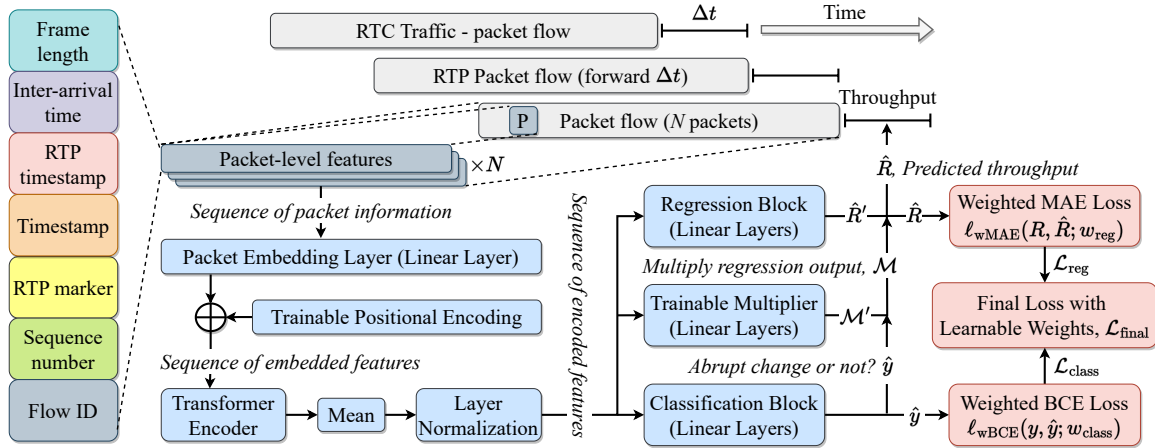 Frame
length
Inter-arrival
time
RTP
timestamp
Timestamp
RTP marker
Sequence
number
Flow ID
RTC Traffic - packet flow
Δt
Time
RTP Packet flow (forward Δt)
P
Packet flow (N packets)
Throughput
Packet-level features
×N
Sequence of packet information
Packet Embedding Layer (Linear Layer)
Trainable Positional Encoding
Sequence of embedded features
Transformer
Encoder
Mean
Layer
Normalization
Sequence of encoded features
R̂, Predicted throughput
Regression Block
(Linear Layers)
R̂′
R̂
Weighted MAE Loss
ℓwMAE(R, R̂; wreg)
Multiply regression output, ℳ
ℒreg
Trainable Multiplier
(Linear Layers)
ℳ′
Final Loss with
Learnable Weights, ℒfinal
Abrupt change or not? ŷ
ℒclass
Classification Block
(Linear Layers)
ŷ
Weighted BCE Loss
ℓwBCE(y, ŷ; wclass)